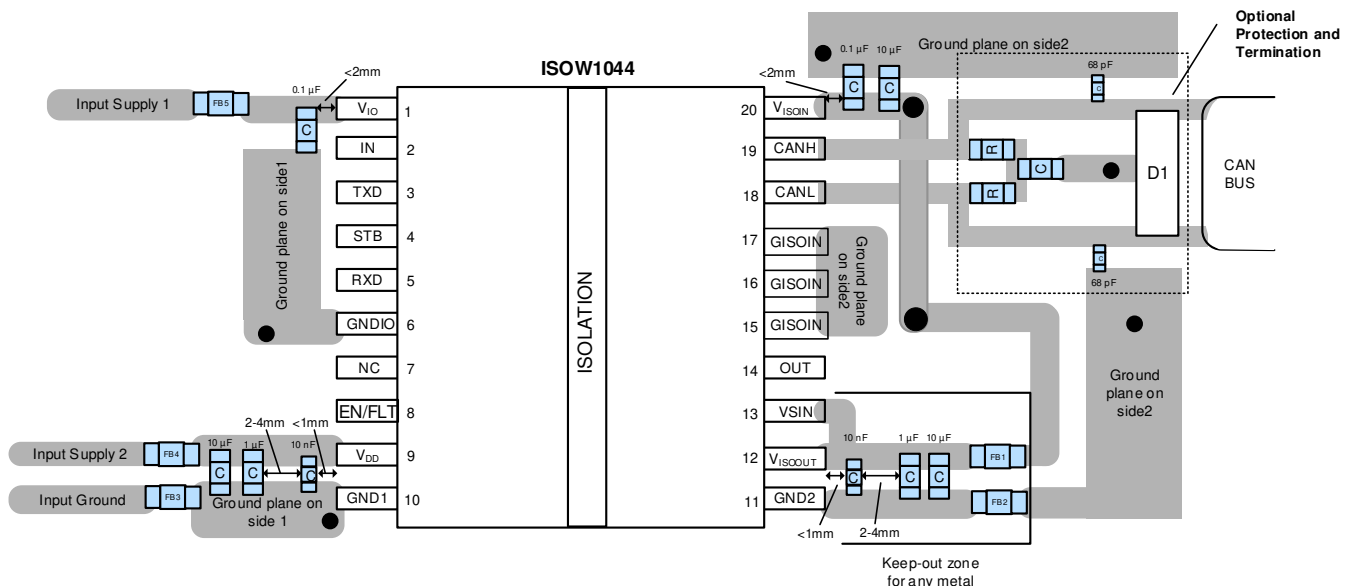 Optional
Protection and
Termination
Ground plane on side2
0.1 µF
10 µF
68 pF
ISOW1044
<2mm
<2mm
0.1 µF
Input Supply 1
FB5
C
VIO
1
IN
2
TXD
3
STB
4
RXD
5
GNDIO
6
NC
7
EN/FLT
8
VDD
9
GND1
10
Ground plane on side1
ISOLATION
20
VISOIN
19
CANH
18
CANL
17
GISOIN
16
GISOIN
15
GISOIN
14
OUT
13
VSIN
12
VISOOUT
11
GND2
C
C
C
R
R
C
D1
CAN
BUS
C
68 pF
Ground plane
on side2
Ground
plane on
side2
2-4mm
<1mm
10 µF
1 µF
10 nF
Input Supply 2
FB4
Input Ground
FB3
C
C
C
Ground plane on
side 1
10 nF
1 µF
10 µF
C
C
C
FB1
FB2
<1mm
2-4mm
Keep-out zone
for any metal